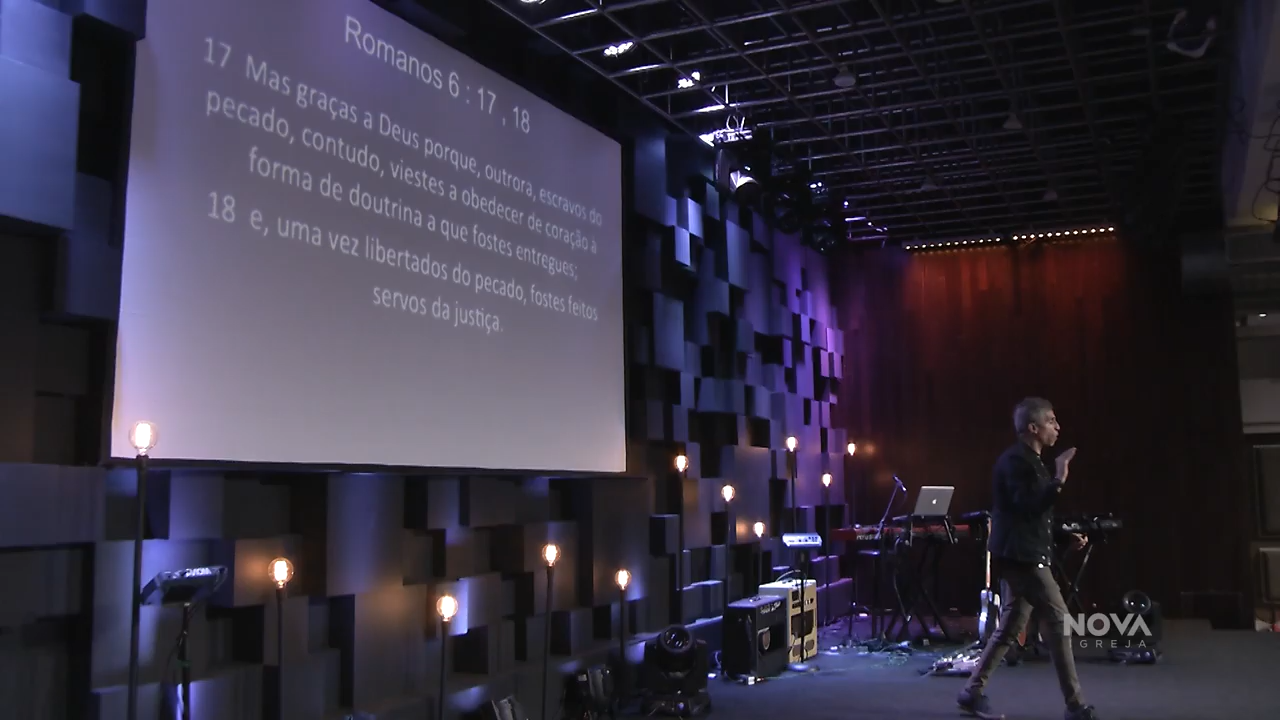 Romanos 6 : 17 , 18
17 Mas graças a Deus porque, outrora, escravos do
pecado, contudo, viestes a obedecer de coração à
forma de doutrina a que fostes entregues;
18 e, uma vez libertados do pecado, fostes feitos
servos da justiça.
NOVA
IGREJA